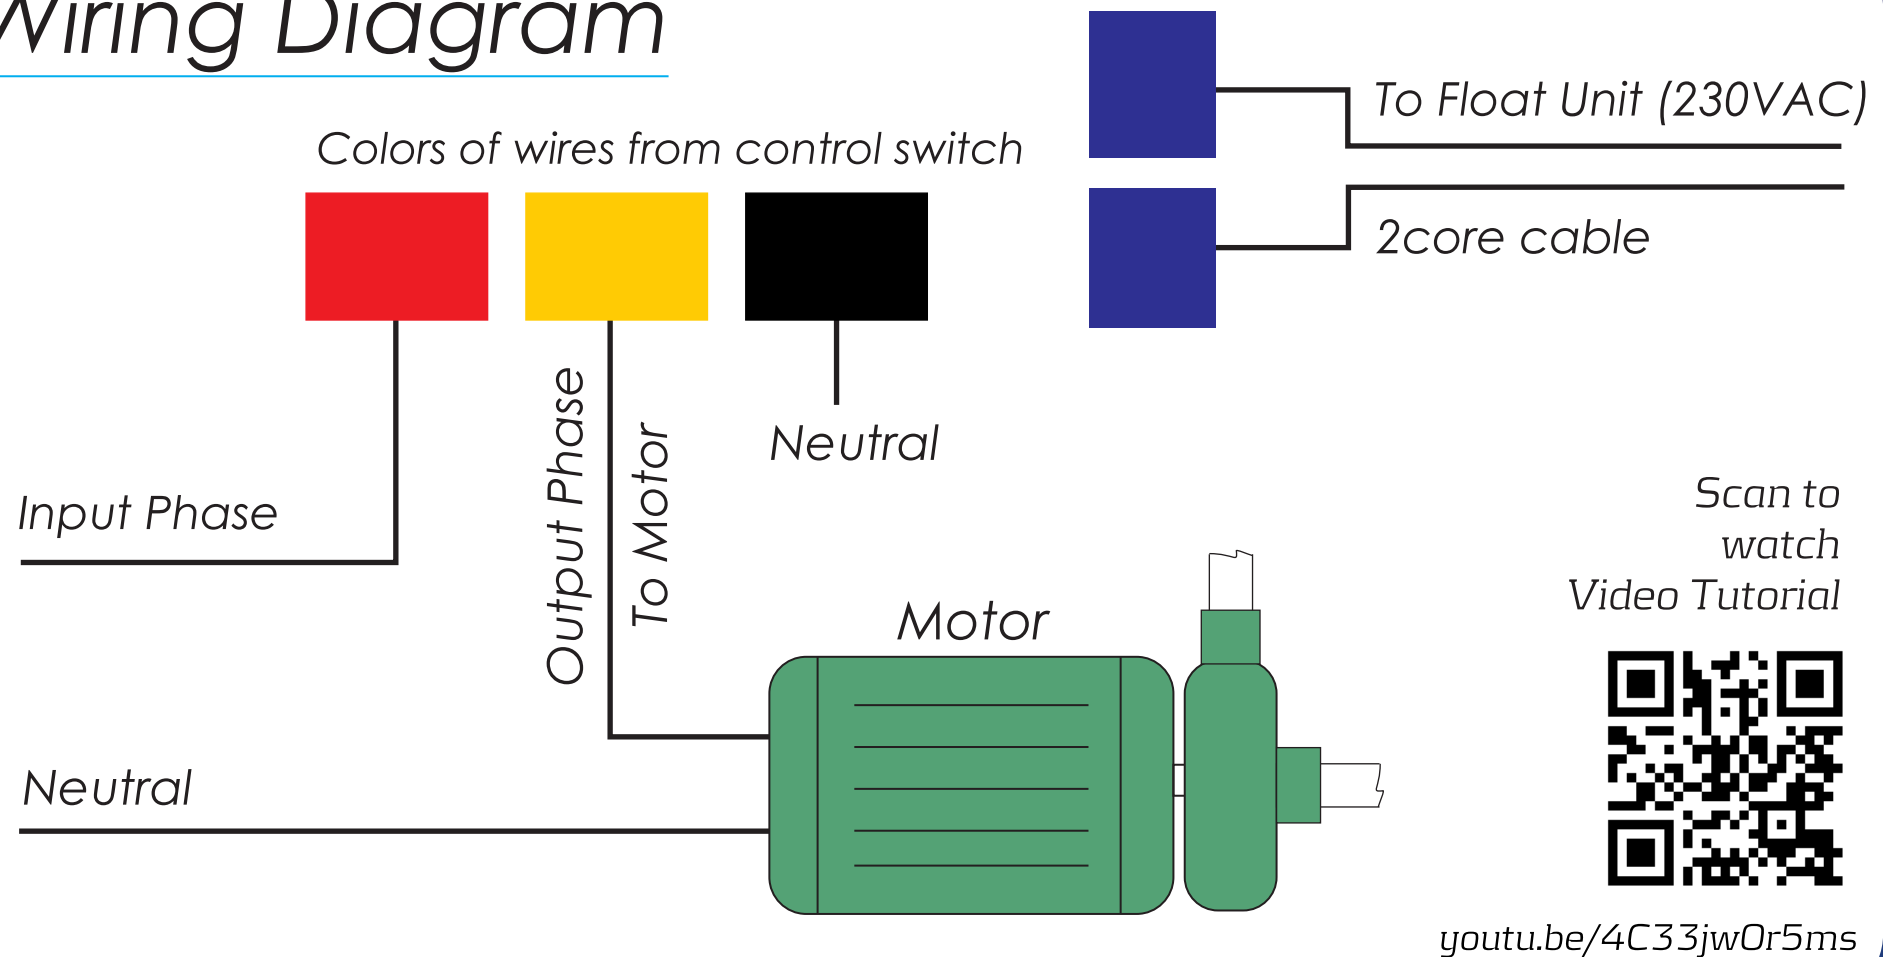 Wiring Diagram
Colors of wires from control switch
To Float Unit (230VAC)
2core cable
Input Phase
Output Phase
To Motor
Neutral
Motor
Neutral
Scan to
watch
Video Tutorial
youtu.be/4C33jwOr5ms